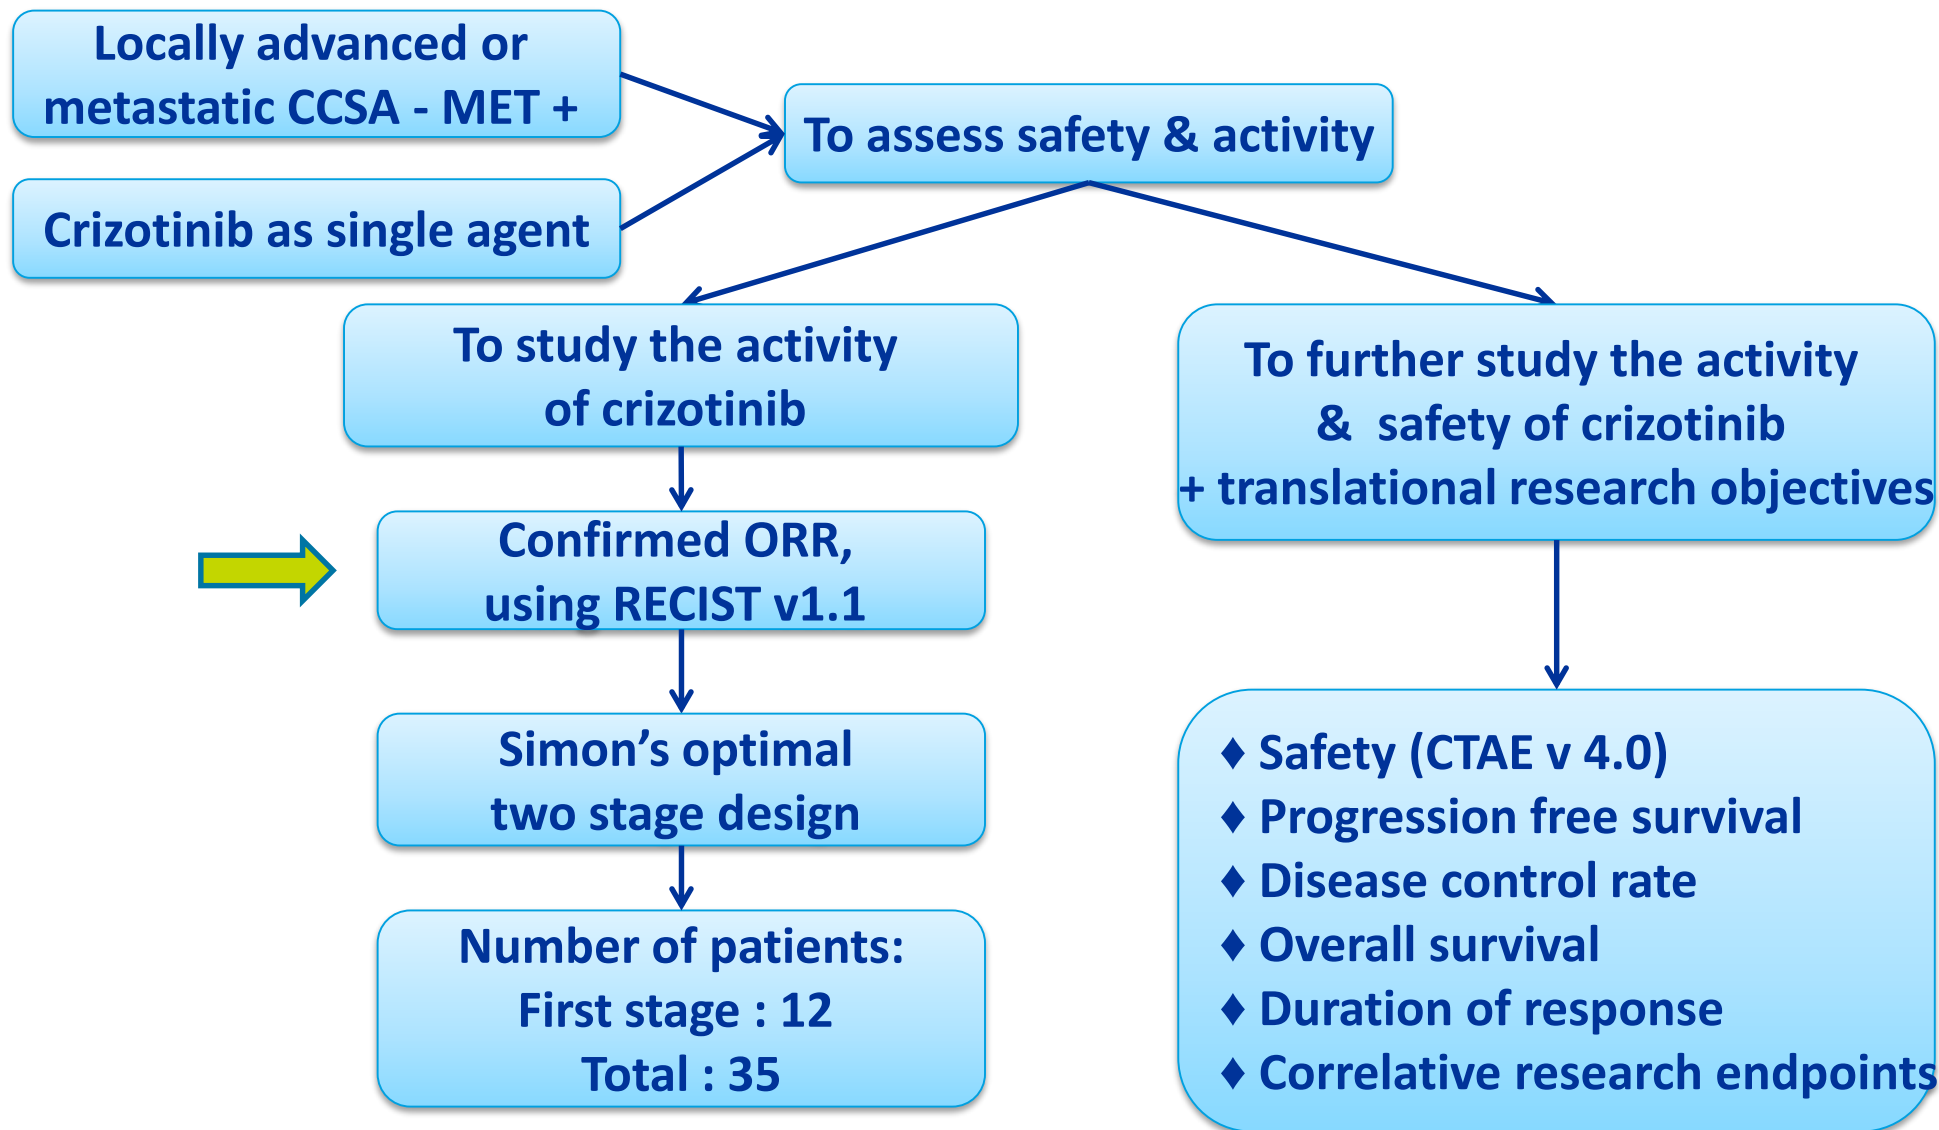 Locally advanced or
metastatic CCSA - MET +
Crizotinib as single agent
To assess safety & activity
To study the activity
of crizotinib
Confirmed ORR,
using RECIST v1.1
Simon’s optimal
two stage design
Number of patients:
First stage : 12
Total : 35
To further study the activity
& safety of crizotinib
+ translational research objectives
♦ Safety (CTAE v 4.0)
♦ Progression free survival
♦ Disease control rate
♦ Overall survival
♦ Duration of response
♦ Correlative research endpoints